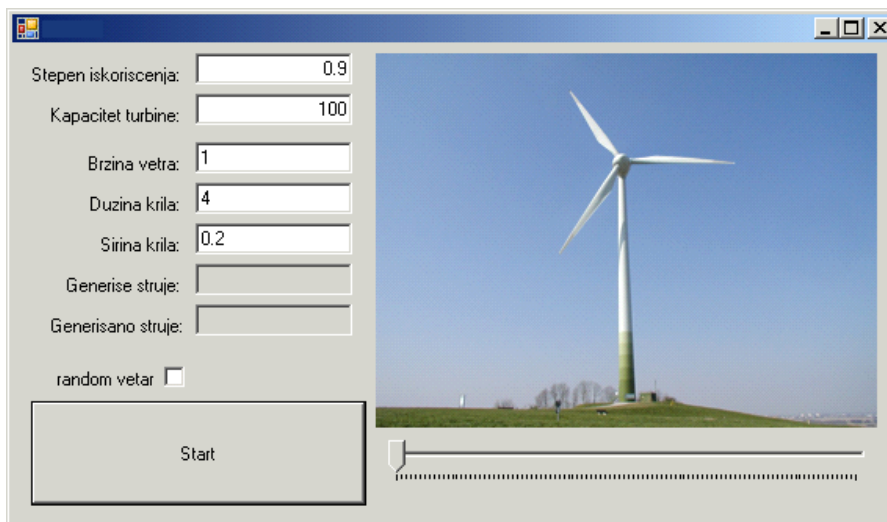 Stepen iskoriscenja: 0.9
Kapacitet turbine: 100
Brzina vetra: 1
Duzina krila: 4
Sirina krila: 0.2
Generise struje:
Generisano struje:
random vetar
Start